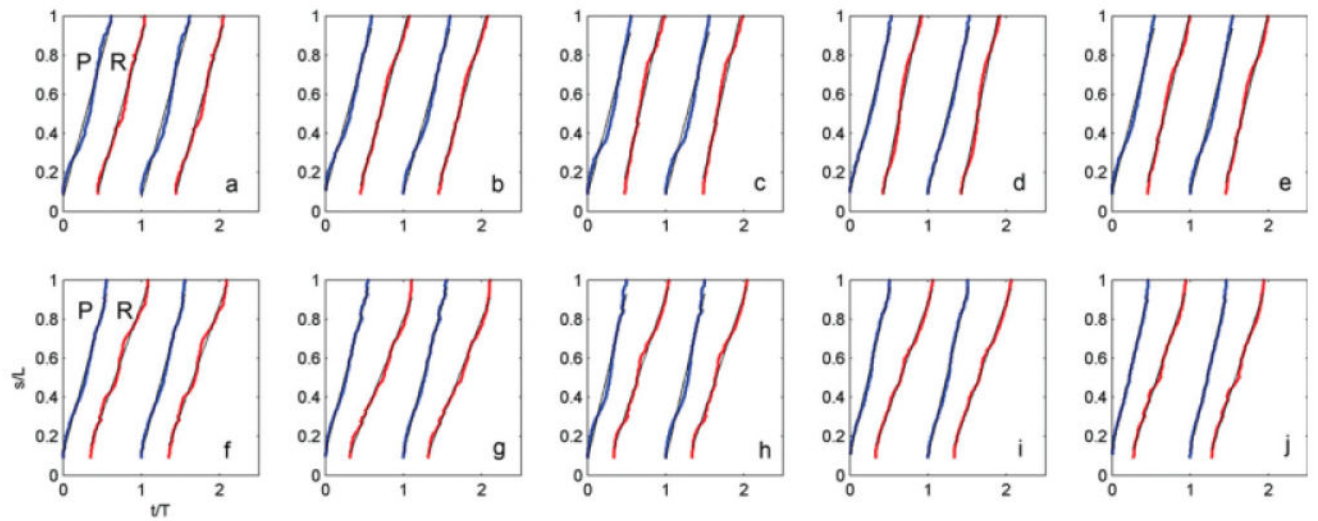 1 1 1 1 1
0.8 0.8 0.8 0.8 0.8
P R
0.6 0.6 0.6 0.6 0.6
0.4 0.4 0.4 0.4 0.4
0.2 0.2 0.2 0.2 0.2
a b c d e
0 0 0 0 0
0 1 2 0 1 2 0 1 2 0 1 2 0 1 2
1 1 1 1 1
0.8 0.8 0.8 0.8 0.8
P R
0.6 0.6 0.6 0.6 0.6
s/L
0.4 0.4 0.4 0.4 0.4
0.2 0.2 0.2 0.2 0.2
f g h i j
0 0 0 0 0
0 1 2 0 1 2 0 1 2 0 1 2 0 1 2
t/T